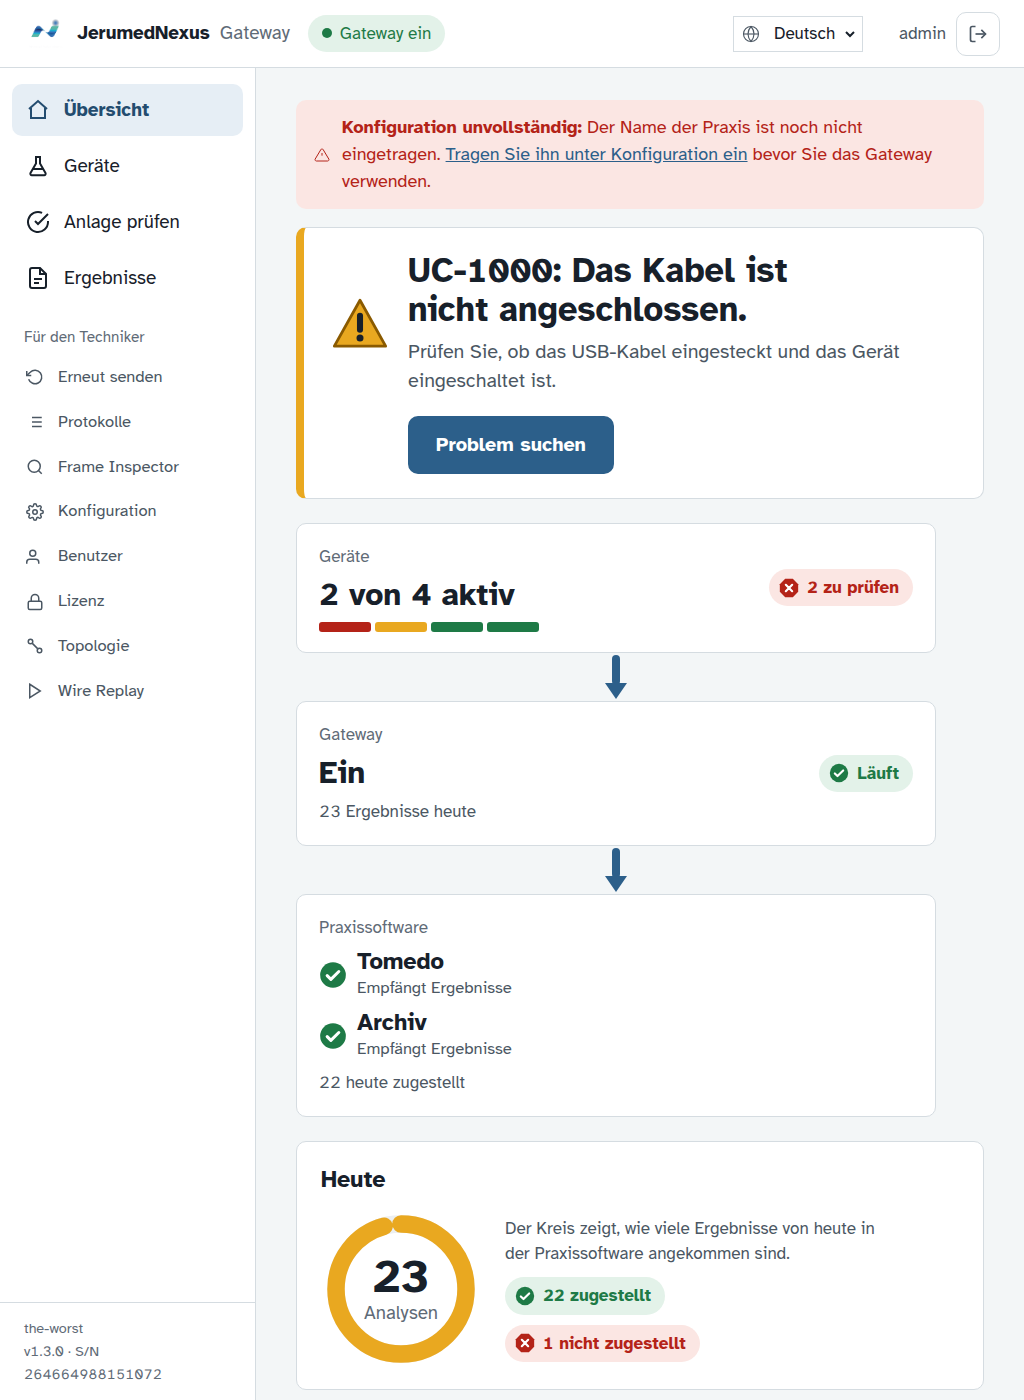 JerumedNexus Gateway
Gateway ein
Deutsch
admin
Übersicht
Geräte
Anlage prüfen
Ergebnisse
Für den Techniker
Erneut senden
Protokolle
Frame Inspector
Konfiguration
Benutzer
Lizenz
Topologie
Wire Replay
the-worst
v1.3.0 · S/N
264664988151072
Konfiguration unvollständig: Der Name der Praxis ist noch nicht
eingetragen. Tragen Sie ihn unter Konfiguration ein bevor Sie das Gateway
verwenden.
UC-1000: Das Kabel ist
nicht angeschlossen.
Prüfen Sie, ob das USB-Kabel eingesteckt und das Gerät
eingeschaltet ist.
Problem suchen
Geräte
2 von 4 aktiv
2 zu prüfen
Gateway
Ein
Läuft
23 Ergebnisse heute
Praxissoftware
Tomedo
Empfängt Ergebnisse
Archiv
Empfängt Ergebnisse
22 heute zugestellt
Heute
23
Analysen
Der Kreis zeigt, wie viele Ergebnisse von heute in
der Praxissoftware angekommen sind.
22 zugestellt
1 nicht zugestellt